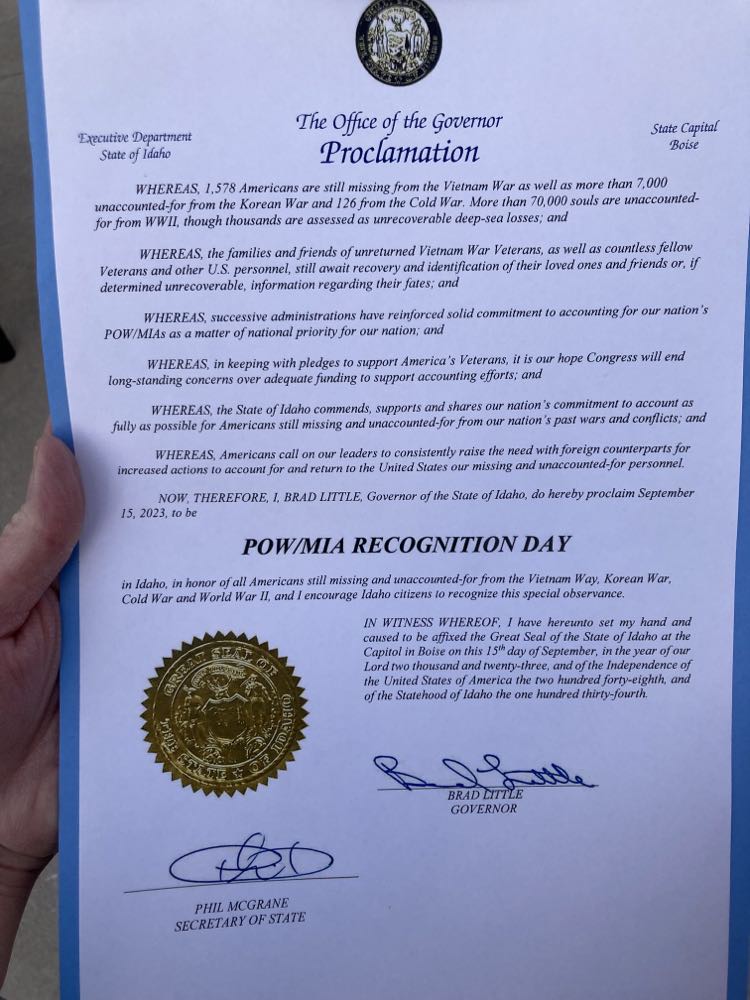 The Office of the Governor
Executive Department
State of Idaho
Proclamation
State Capital
Boise
WHEREAS, 1,578 Americans are still missing from the Vietnam War as well as more than 7,000
unaccounted-for from the Korean War and 126 from the Cold War. More than 70,000 souls are unaccounted-
for from WWII, though thousands are assessed as unrecoverable deep-sea losses; and
WHEREAS, the families and friends of unreturned Vietnam War Veterans, as well as countless fellow
Veterans and other U.S. personnel, still await recovery and identification of their loved ones and friends or, if
determined unrecoverable, information regarding their fates; and
WHEREAS, successive administrations have reinforced solid commitment to accounting for our nation's
POW/MIAs as a matter of national priority for our nation; and
WHEREAS, in keeping with pledges to support America's Veterans, it is our hope Congress will end
long-standing concerns over adequate funding to support accounting efforts; and
WHEREAS, the State of Idaho commends, supports and shares our nation's commitment to account as
fully as possible for Americans still missing and unaccounted-for from our nation's past wars and conflicts; and
WHEREAS, Americans call on our leaders to consistently raise the need with foreign counterparts for
increased actions to account for and return to the United States our missing and unaccounted-for personnel.
NOW, THEREFORE, I, BRAD LITTLE, Governor of the State of Idaho, do hereby proclaim September
15, 2023, to be
POW/MIA RECOGNITION DAY
in Idaho, in honor of all Americans still missing and unaccounted-for from the Vietnam Way, Korean War,
Cold War and World War II, and I encourage Idaho citizens to recognize this special observance.
IN WITNESS WHEREOF, I have hereunto set my hand and
caused to be affixed the Great Seal of the State of Idaho at the
Capitol in Boise on this 15th day of September, in the year of our
Lord two thousand and twenty-three, and of the Independence of
the United States of America the two hundred forty-eighth, and
of the Statehood of Idaho the one hundred thirty-fourth.
GREAT SEAL OF
STATE OF
Brad Little
BRAD LITTLE
GOVERNOR
PHIL MCGRANE
SECRETARY OF STATE